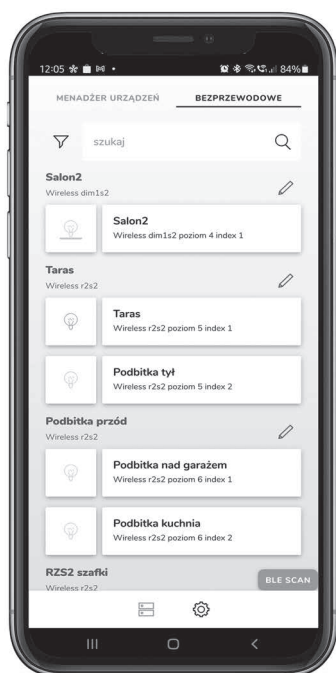 12:05 84%
MENADŻER URZĄDZEŃ BEZPRZEWODOWE
szukaj
Salon2
Wireless dim1s2
Salon2
Wireless dim1s2 poziom 4 index 1
Taras
Wireless r2s2
Taras
Wireless r2s2 poziom 5 index 1
Podbitka tył
Wireless r2s2 poziom 5 index 2
Podbitka przód
Wireless r2s2
Podbitka nad garażem
Wireless r2s2 poziom 6 index 1
Podbitka kuchnia
Wireless r2s2 poziom 6 index 2
RZS2 szafki
BLE SCAN
Wireless r2s2